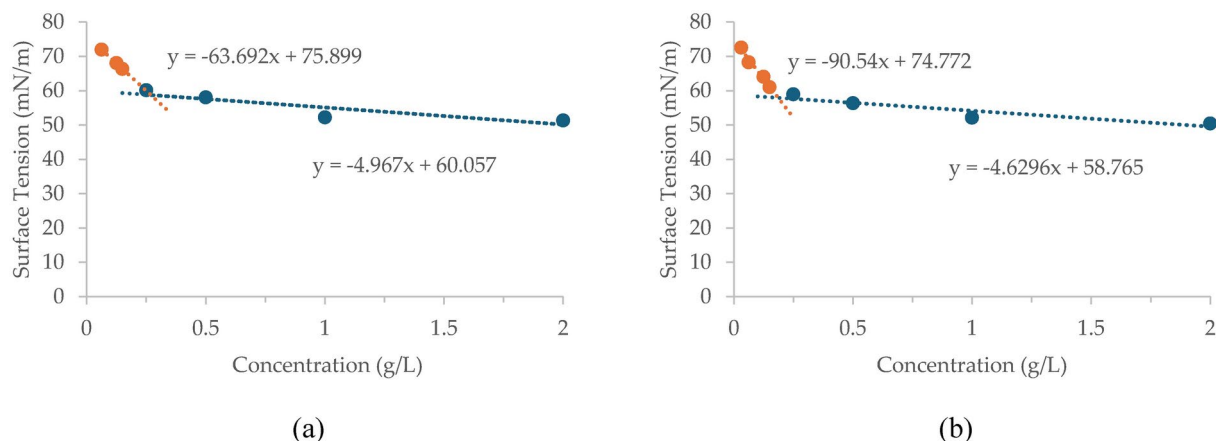 80
70
60
50
40
30
20
10
0
Surface Tension (mN/m)
y = -63.692x + 75.899
y = -4.967x + 60.057
0 0.5 1 1.5 2
Concentration (g/L)
(a)
80
70
60
50
40
30
20
10
0
Surface Tension (mN/m)
y = -90.54x + 74.772
y = -4.6296x + 58.765
0 0.5 1 1.5 2
Concentration (g/L)
(b)